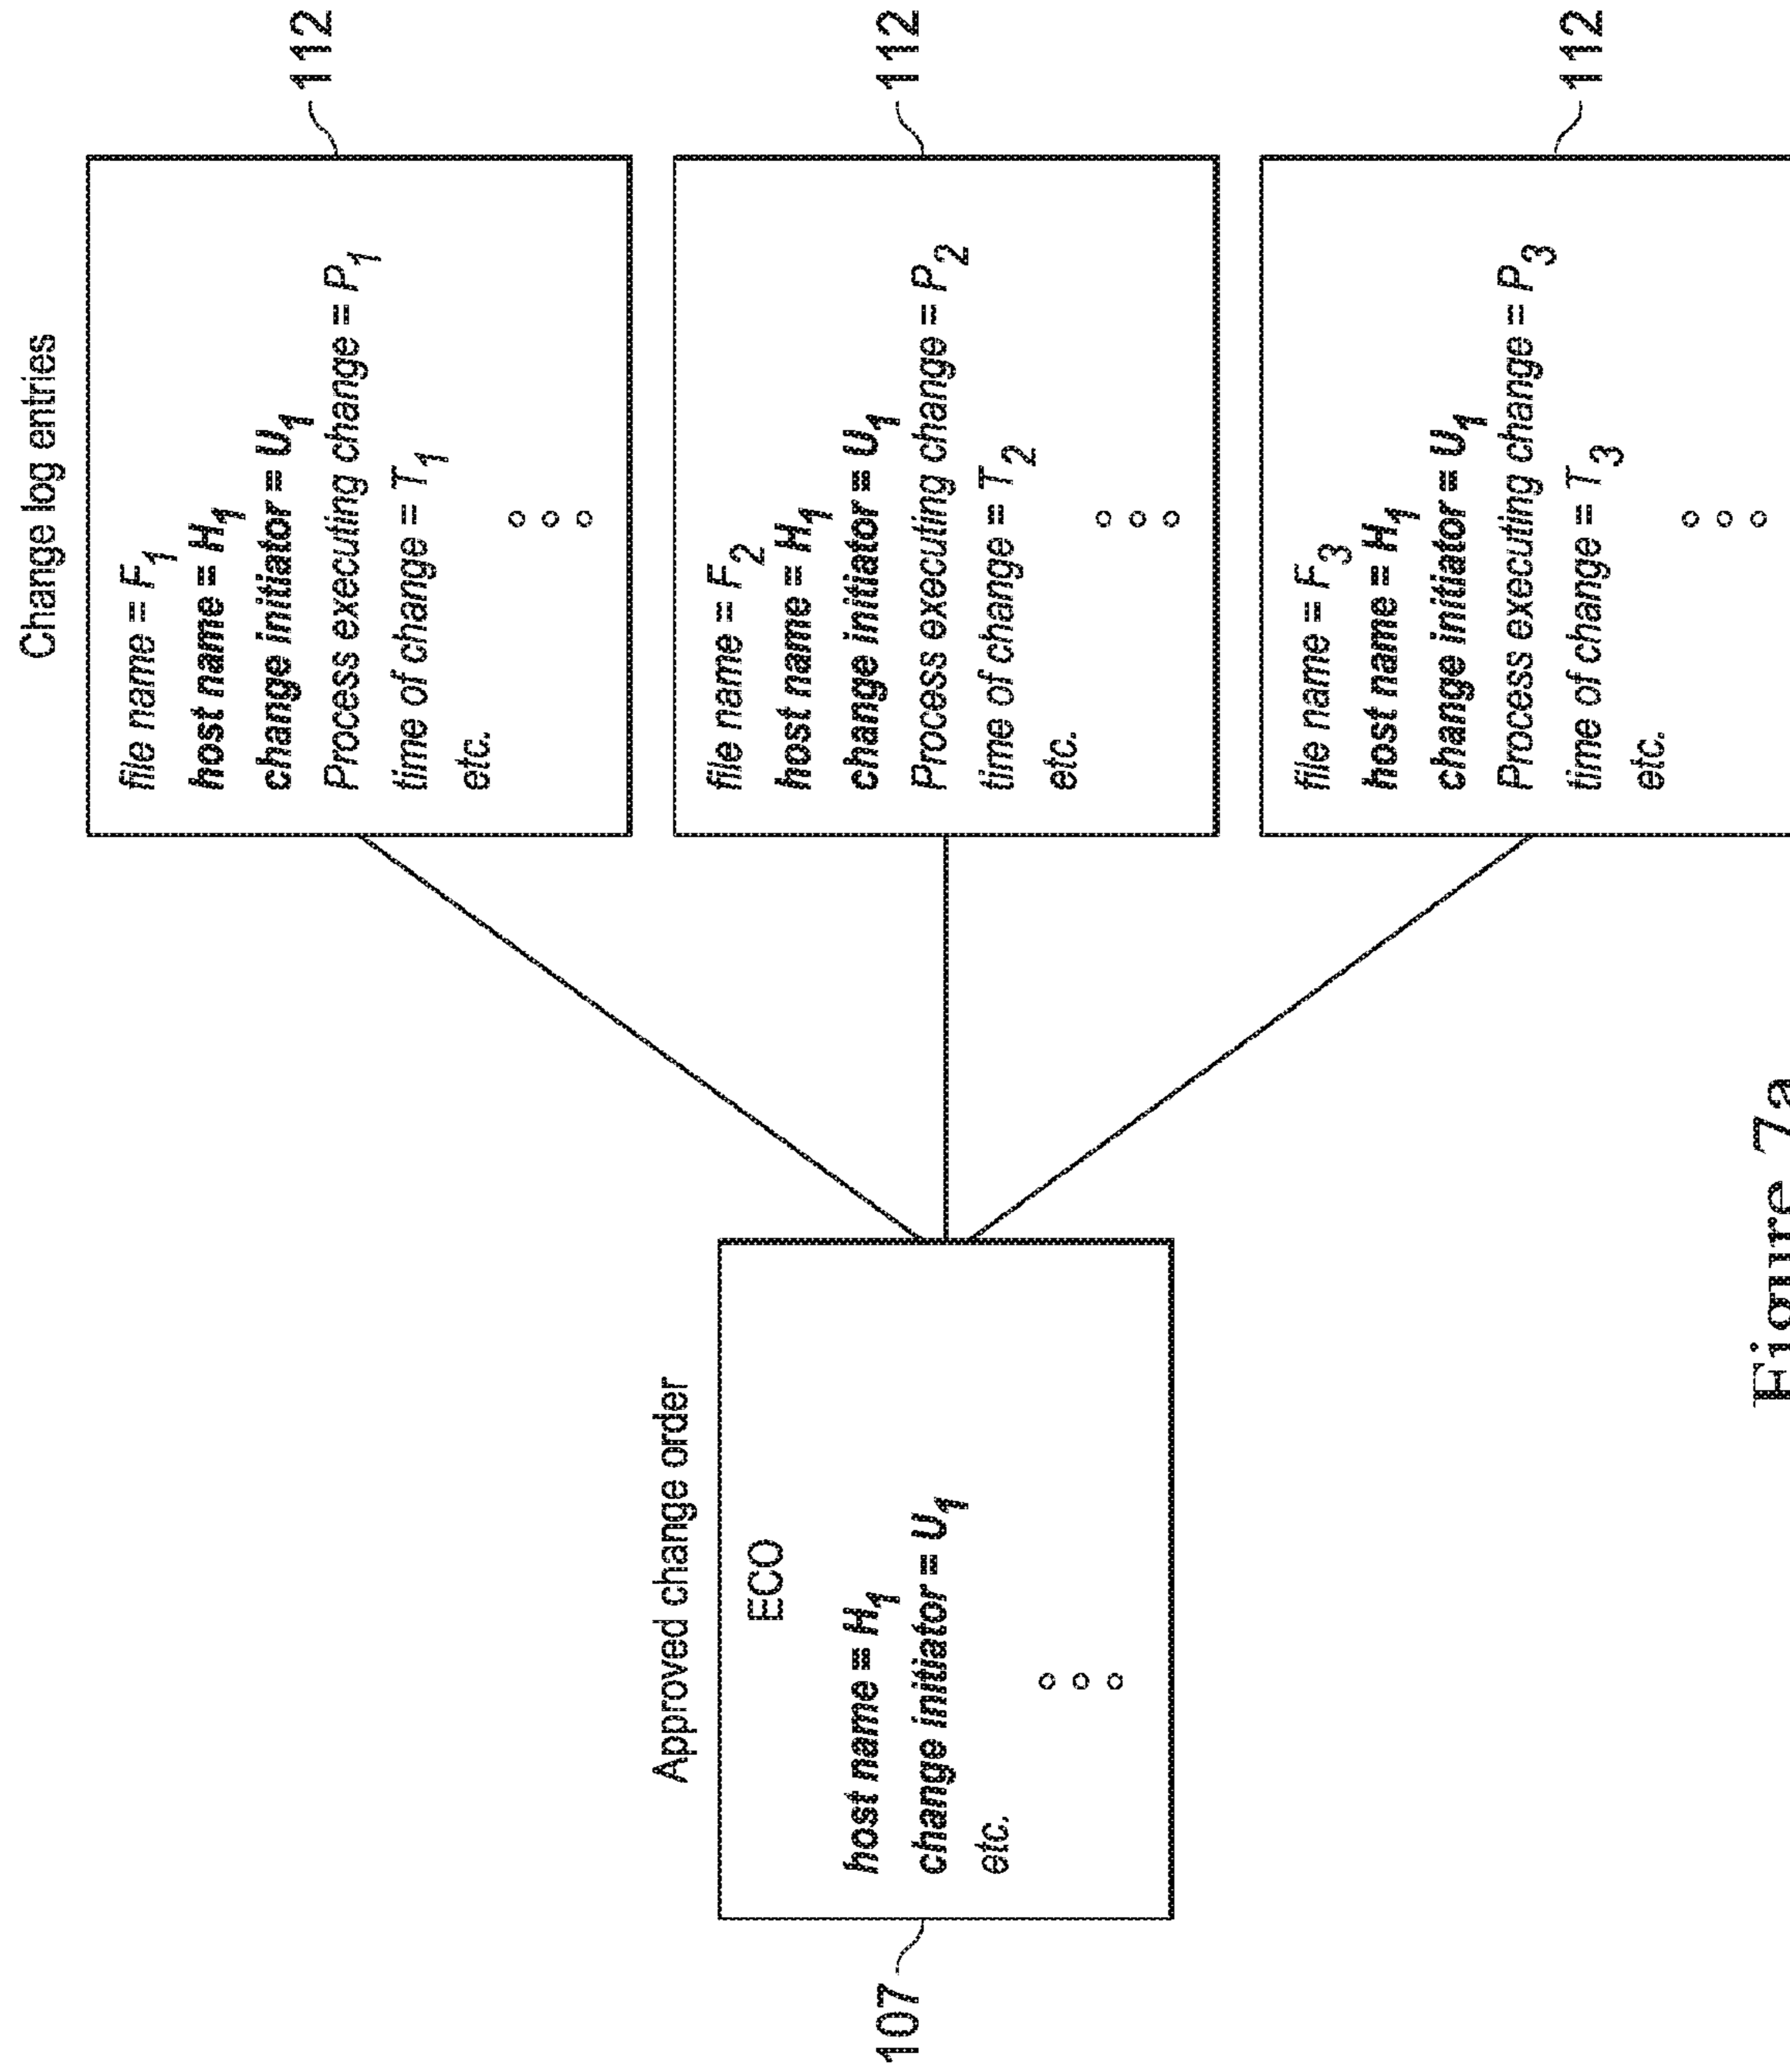 Approved change order
107
ECO
host name = H1
change initiator = U1
etc.
Change log entries
112
file name = F1
host name = H1
change initiator = U1
Process executing change = P1
time of change = T1
etc.
112
file name = F2
host name = H1
change initiator = U1
Process executing change = P2
time of change = T2
etc.
112
file name = F3
host name = H1
change initiator = U1
Process executing change = P3
time of change = T3
etc.
Figure 7a